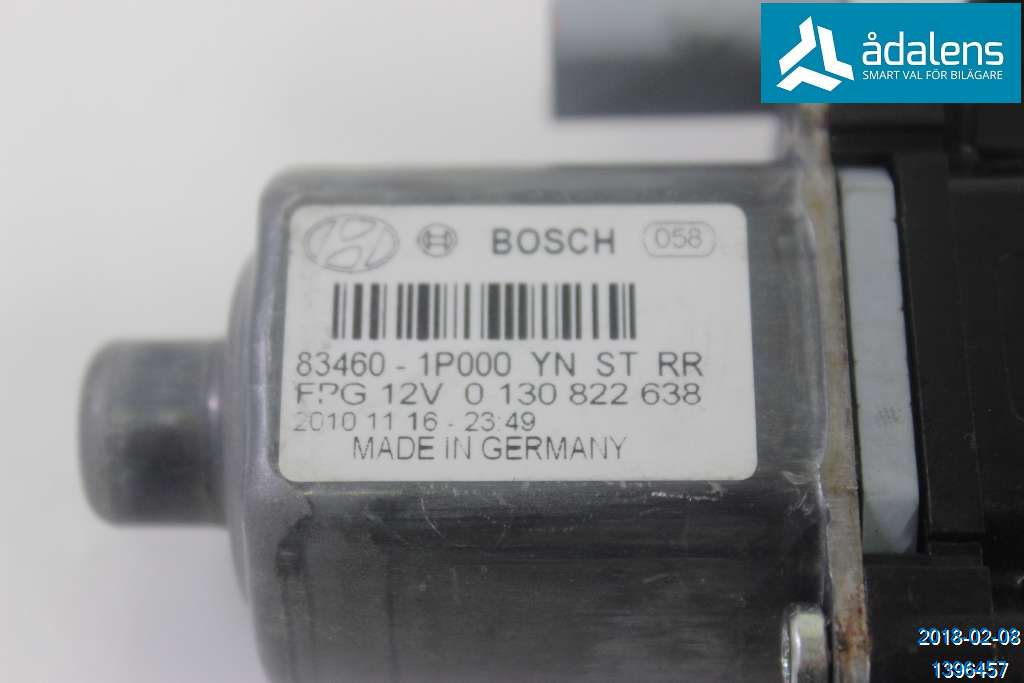 ådalens
SMART VAL FÖR BILÄGARE
BOSCH 058
83460 - 1P000 YN ST RR
FPG 12V 0 130 822 638
2010 11 16 - 23:49
MADE IN GERMANY
2018-02-08
1396457